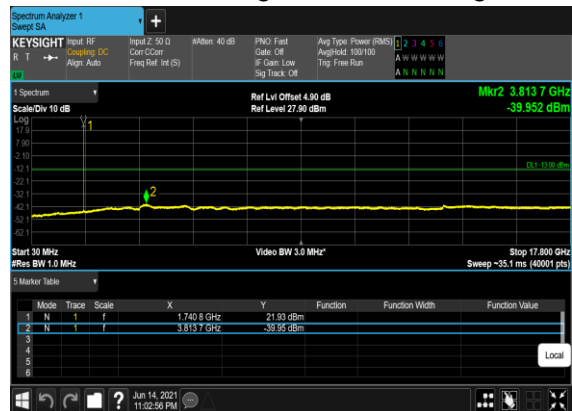 Spectrum Analyzer 1
Swept SA
KEYSIGHT Input: RF Input Z: 50 Ω #Atten: 40 dB PNO: Fast Avg Type: Power (RMS) 1 2 3 4 5 6
R T Coupling: DC Corr CCorr Gate: Off Avg|Hold: 100/100 A W W W W W
Align: Auto Freq Ref: Int (S) IF Gain: Low Trig: Free Run
LW Sig Track: Off A N N N N N
1 Spectrum Ref Lvl Offset 4.90 dB Mkr2 3.813 7 GHz
Scale/Div 10 dB Ref Level 27.90 dBm -39.952 dBm
Log
17.9 1
7.90
-2.10
-12.1 DL1 -13.00 dBm
-22.1
-32.1 2
-42.1
-52.1
-62.1
Start 30 MHz Video BW 3.0 MHz* Stop 17.800 GHz
#Res BW 1.0 MHz Sweep ~35.1 ms (40001 pts)
5 Marker Table
Mode Trace Scale X Y Function Function Width Function Value
1 N 1 f 1.740 8 GHz 21.93 dBm
2 N 1 f 3.813 7 GHz -39.95 dBm
3
4
5
6
Local
? Jun 14, 2021
11:02:56 PM